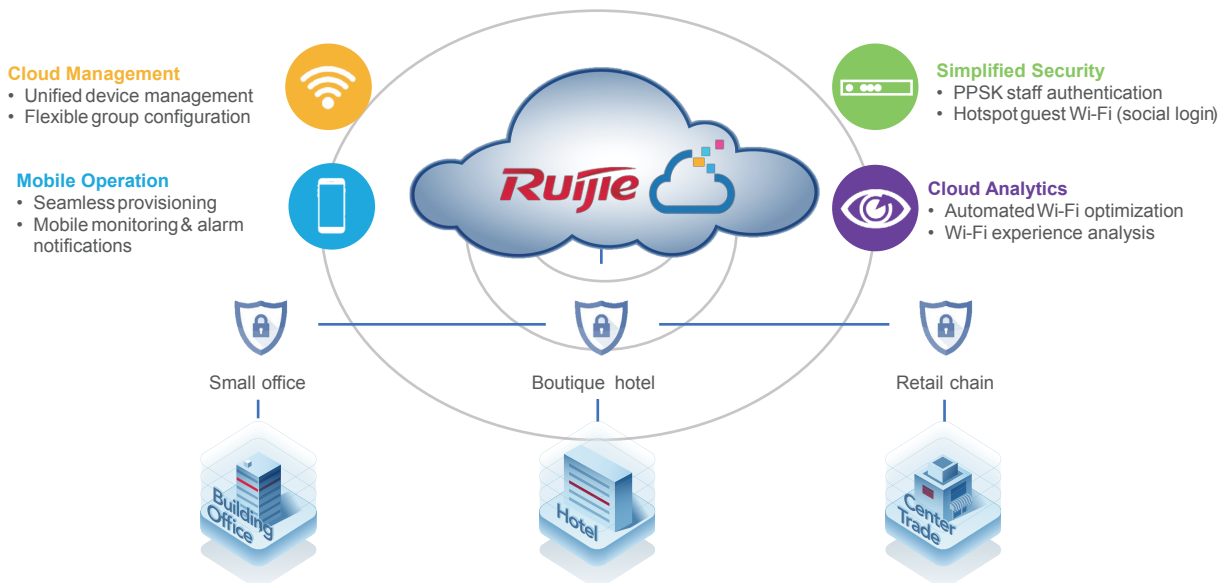 Cloud Management
• Unified device management
• Flexible group configuration
Mobile Operation
• Seamless provisioning
• Mobile monitoring & alarm
notifications
Ruijie
Simplified Security
• PPSK staff authentication
• Hotspot guest Wi-Fi (social login)
Cloud Analytics
• Automated Wi-Fi optimization
• Wi-Fi experience analysis
Small office
Boutique hotel
Retail chain
Building
Office
Hotel
Center
Trade